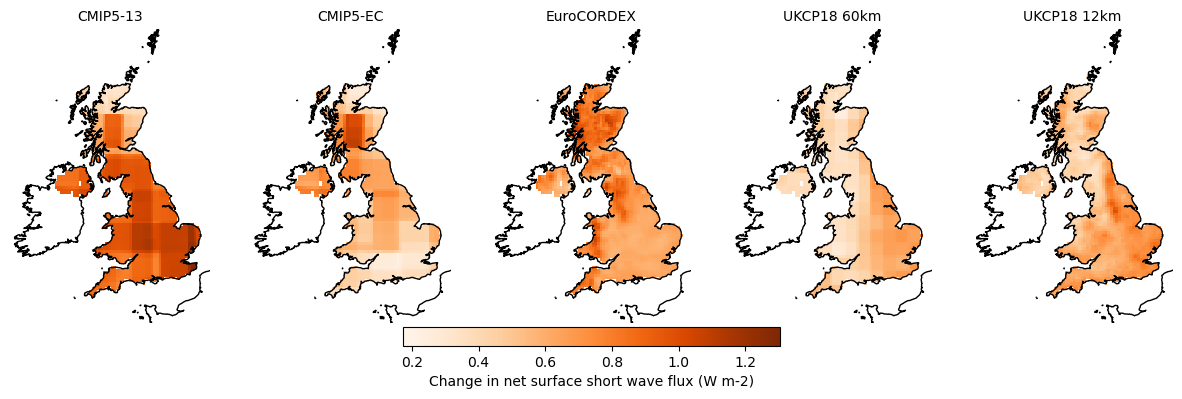 CMIP5-13 CMIP5-EC EuroCORDEX UKCP18 60km UKCP18 12km
0.2 0.4 0.6 0.8 1.0 1.2
Change in net surface short wave flux (W m-2)